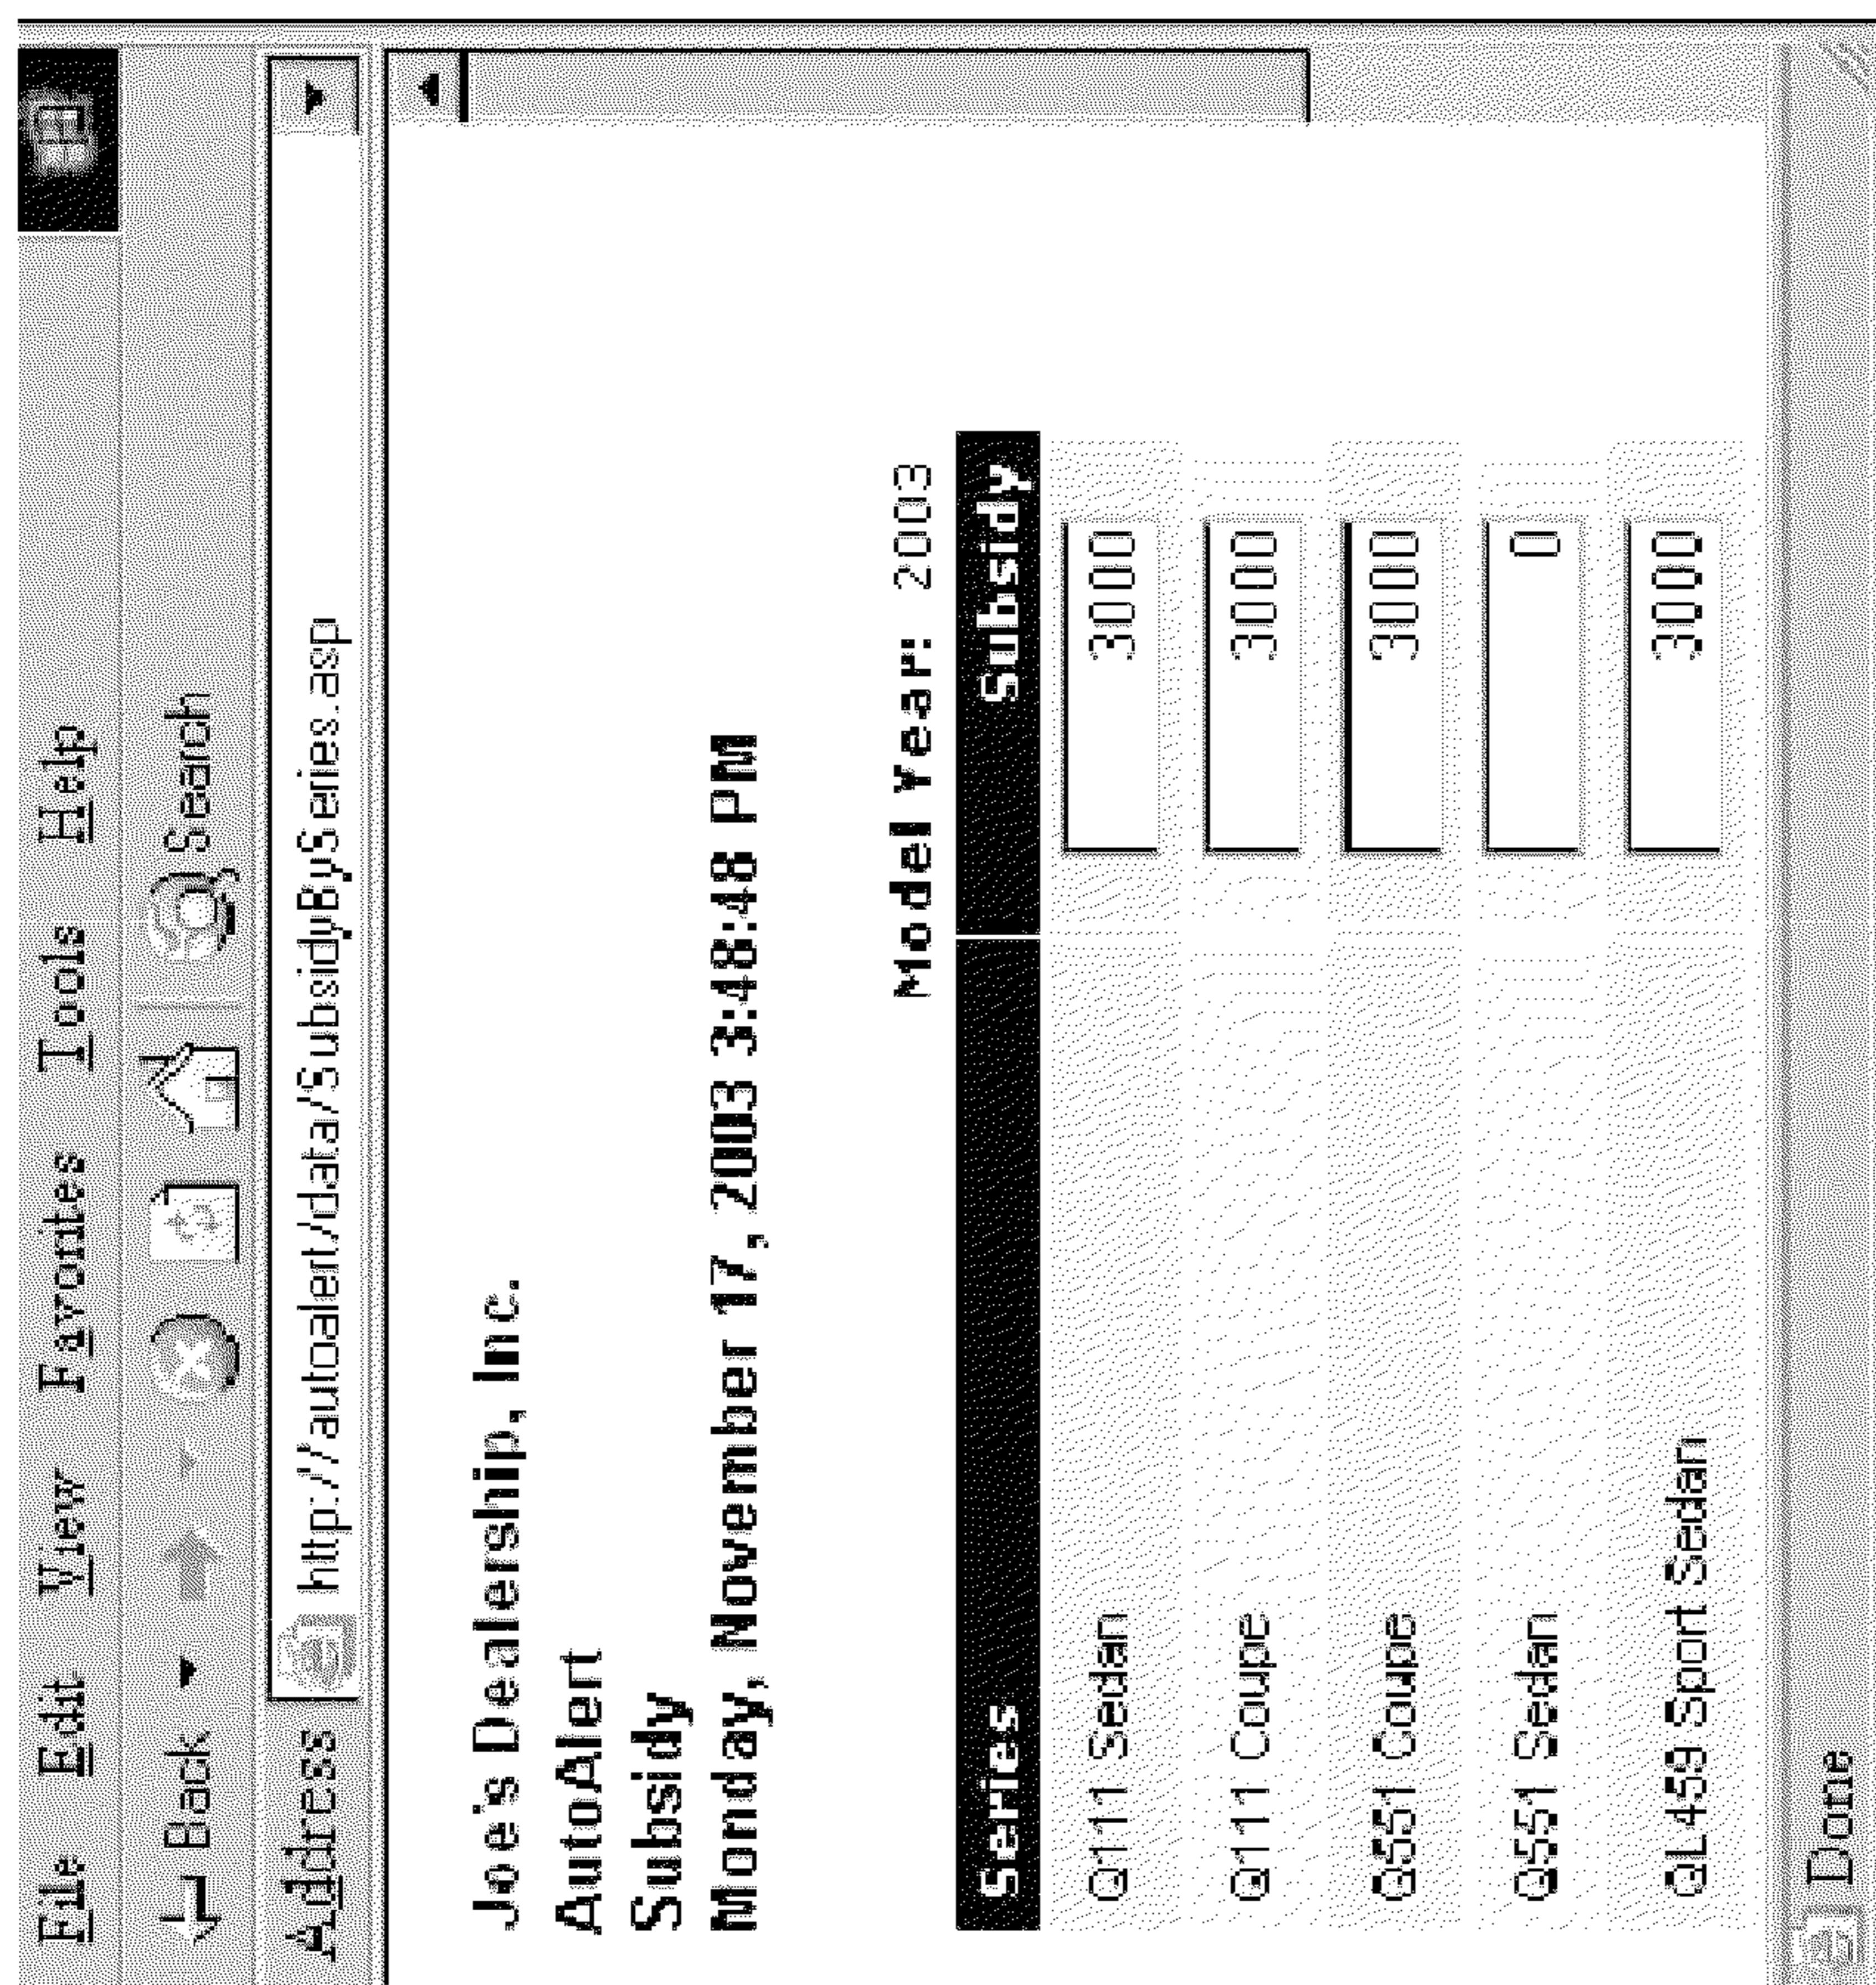 File Edit View Favorites Tools Help
Back Search
Address http://autoalert/data/SubsidyBySeries.asp
Joe's Dealership, Inc.
AutoAlert
Subsidy
Monday, November 17, 2003 3:48:48 PM
Model Year: 2003
Series Subsidy
Q111 Sedan 3000
Q111 Coupe 3000
Q551 Coupe 3000
Q551 Sedan 0
QL459 Sport Sedan 3000
Done